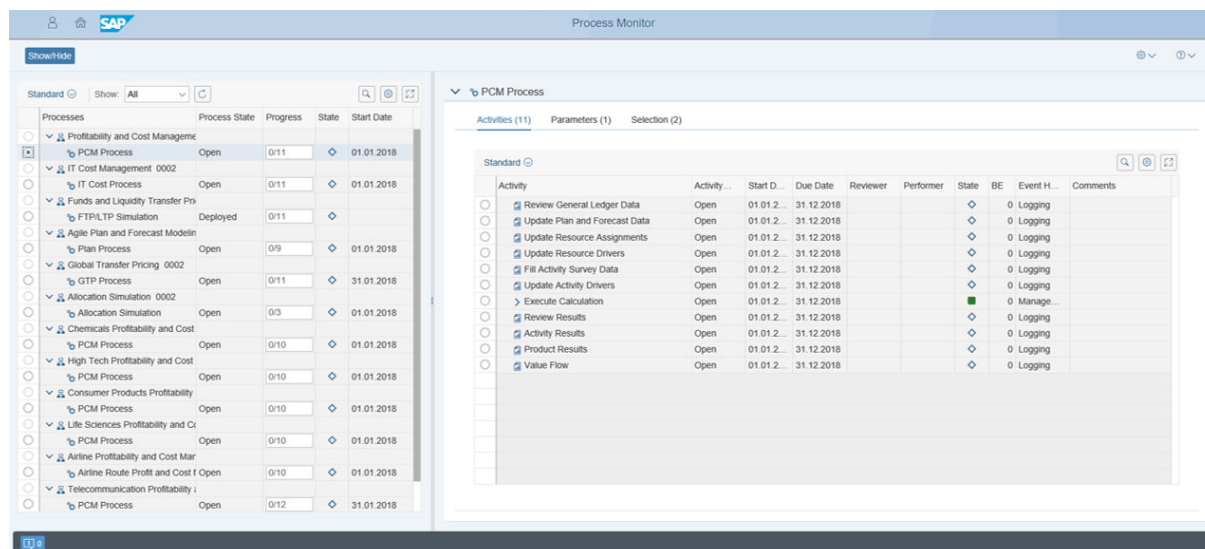 SAP
Process Monitor
Show/Hide
Standard Show: All
Processes Process State Progress State Start Date
Profitability and Cost Manageme
PCM Process Open 0/11 01.01.2018
IT Cost Management 0002
IT Cost Process Open 0/11 01.01.2018
Funds and Liquidity Transfer Pri
FTP/LTP Simulation Deployed 0/11
Agile Plan and Forecast Modelin
Plan Process Open 0/9 01.01.2018
Global Transfer Pricing 0002
GTP Process Open 0/11 31.01.2018
Allocation Simulation 0002
Allocation Simulation Open 0/3 01.01.2018
Chemicals Profitability and Cost
PCM Process Open 0/10 01.01.2018
High Tech Profitability and Cost
PCM Process Open 0/10 01.01.2018
Consumer Products Profitability
PCM Process Open 0/10 01.01.2018
Life Sciences Profitability and Co
PCM Process Open 0/10 01.01.2018
Airline Profitability and Cost Mar
Airline Route Profit and Cost Open 0/10 01.01.2018
Telecommunication Profitability
PCM Process Open 0/12 31.01.2018
PCM Process
Activities (11) Parameters (1) Selection (2)
Standard
Activity Activity... Start D... Due Date Reviewer Performer State BE Event H... Comments
Review General Ledger Data Open 01.01.2... 31.12.2018 0 Logging
Update Plan and Forecast Data Open 01.01.2... 31.12.2018 0 Logging
Update Resource Assignments Open 01.01.2... 31.12.2018 0 Logging
Update Resource Drivers Open 01.01.2... 31.12.2018 0 Logging
Fill Activity Survey Data Open 01.01.2... 31.12.2018 0 Logging
Update Activity Drivers Open 01.01.2... 31.12.2018 0 Logging
Execute Calculation Open 01.01.2... 31.12.2018 0 Manage...
Review Results Open 01.01.2... 31.12.2018 0 Logging
Activity Results Open 01.01.2... 31.12.2018 0 Logging
Product Results Open 01.01.2... 31.12.2018 0 Logging
Value Flow Open 01.01.2... 31.12.2018 0 Logging
0